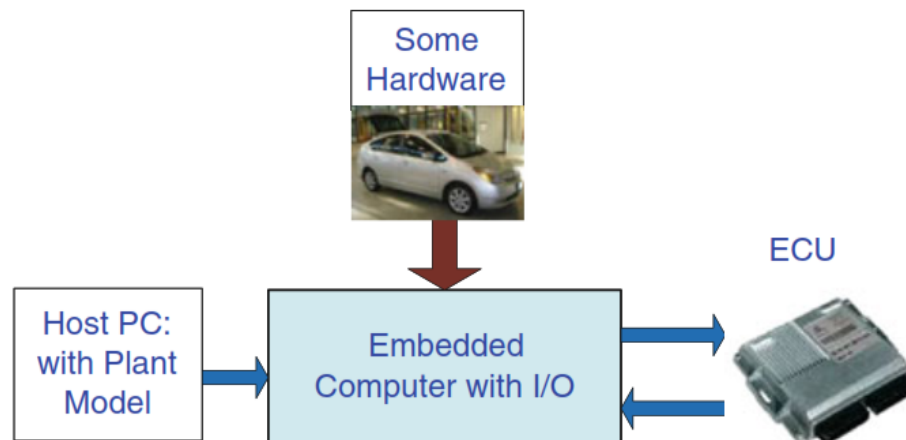 Some
Hardware
ECU
Host PC:
with Plant
Model
Embedded
Computer with I/O